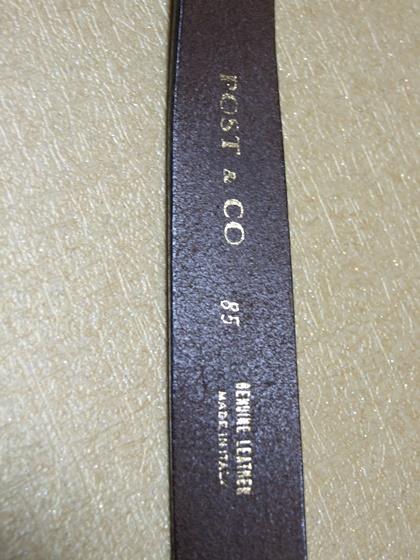 POST & CO
85
GENUINE LEATHER
MADE IN ITALY